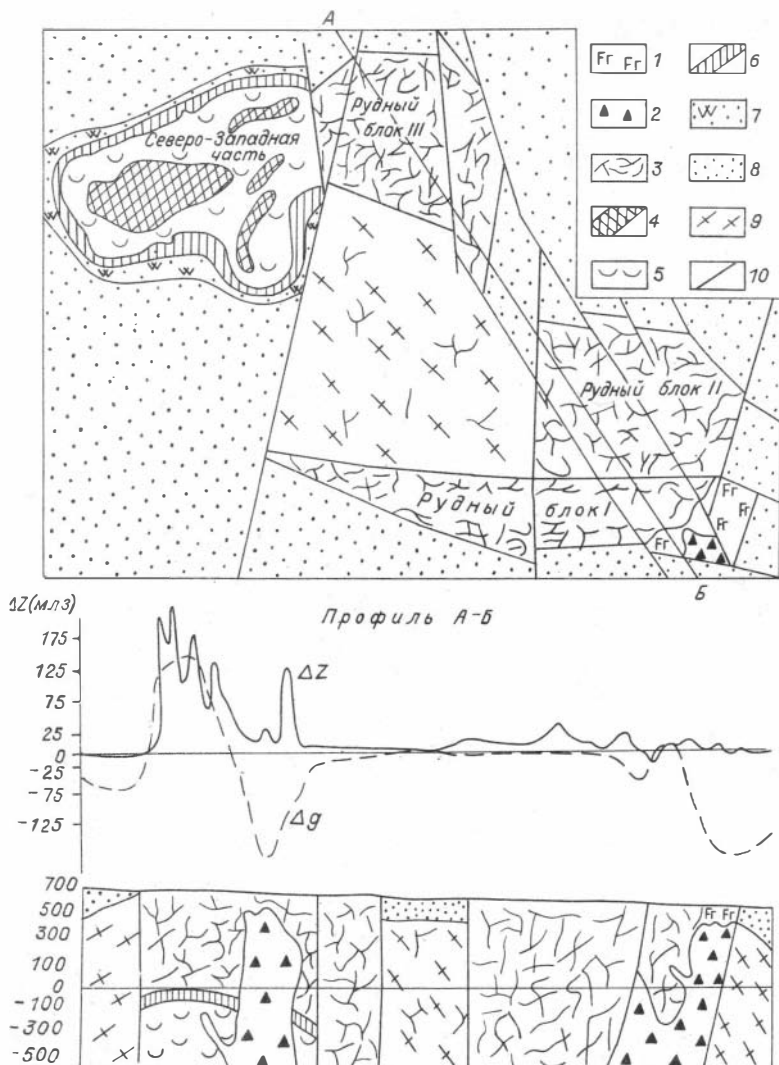 А
Fr Fr 1
2
3
4
5
6
7
8
9
10
Рудный
блок III
Северо-Западная
часть
Рудный блок II
Рудный блок I
Fr
Fr
Fr
Fr
Б
ΔZ(млэ)
Профиль А-Б
175
125
75
25
0
-25
-75
-125
ΔZ
Δg
700
500
300
100
0
-100
-300
-500
Fr Fr